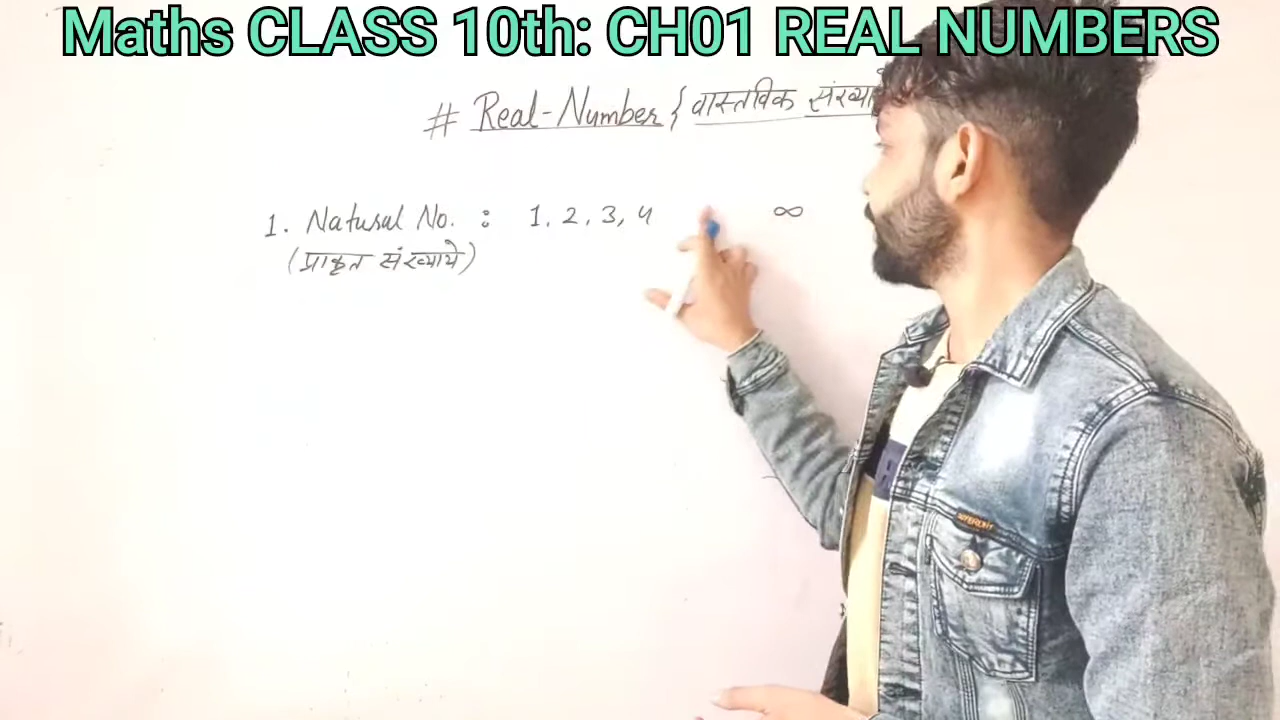 Maths CLASS 10th: CH01 REAL NUMBERS
# Real-Number { वास्तविक संख्या
1. Natural No. : 1, 2, 3, 4 ∞
(प्राकृत संख्याये)